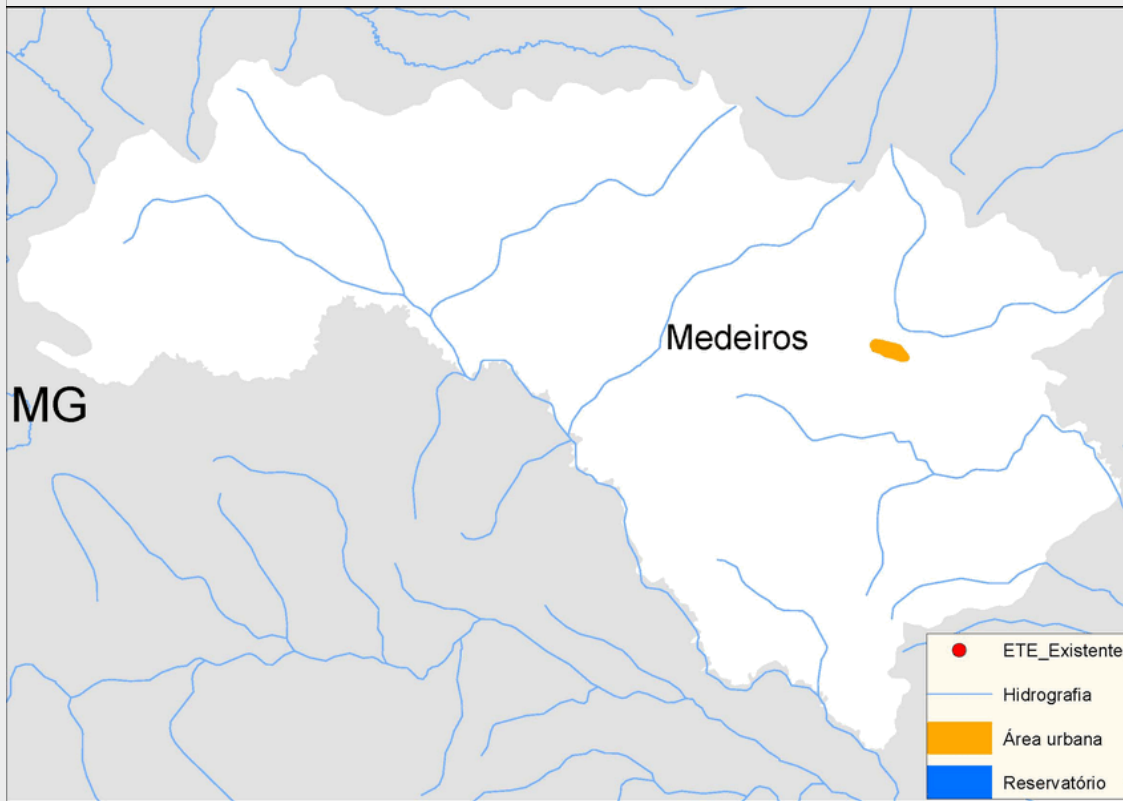 Medeiros
MG
ETE_Existente
Hidrografia
Área urbana
Reservatório